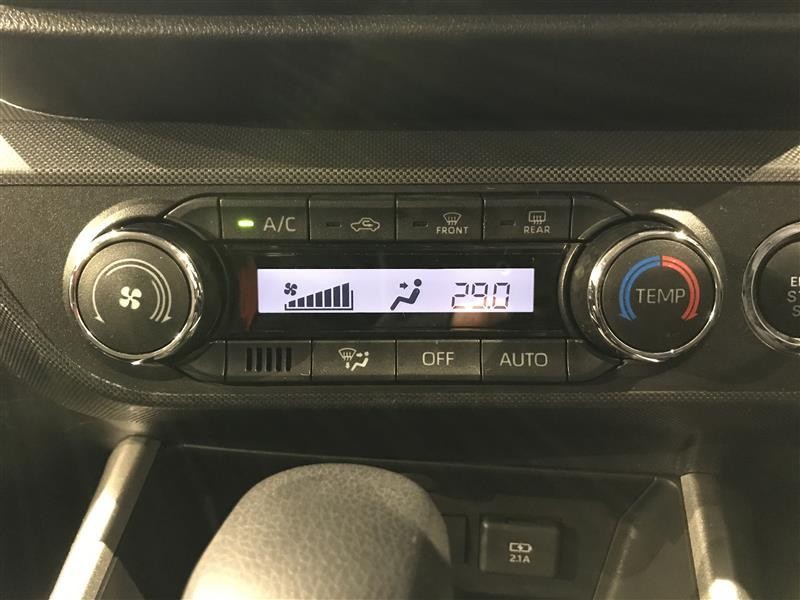 A/C
FRONT
REAR
29.0
TEMP
OFF
AUTO
2.1A